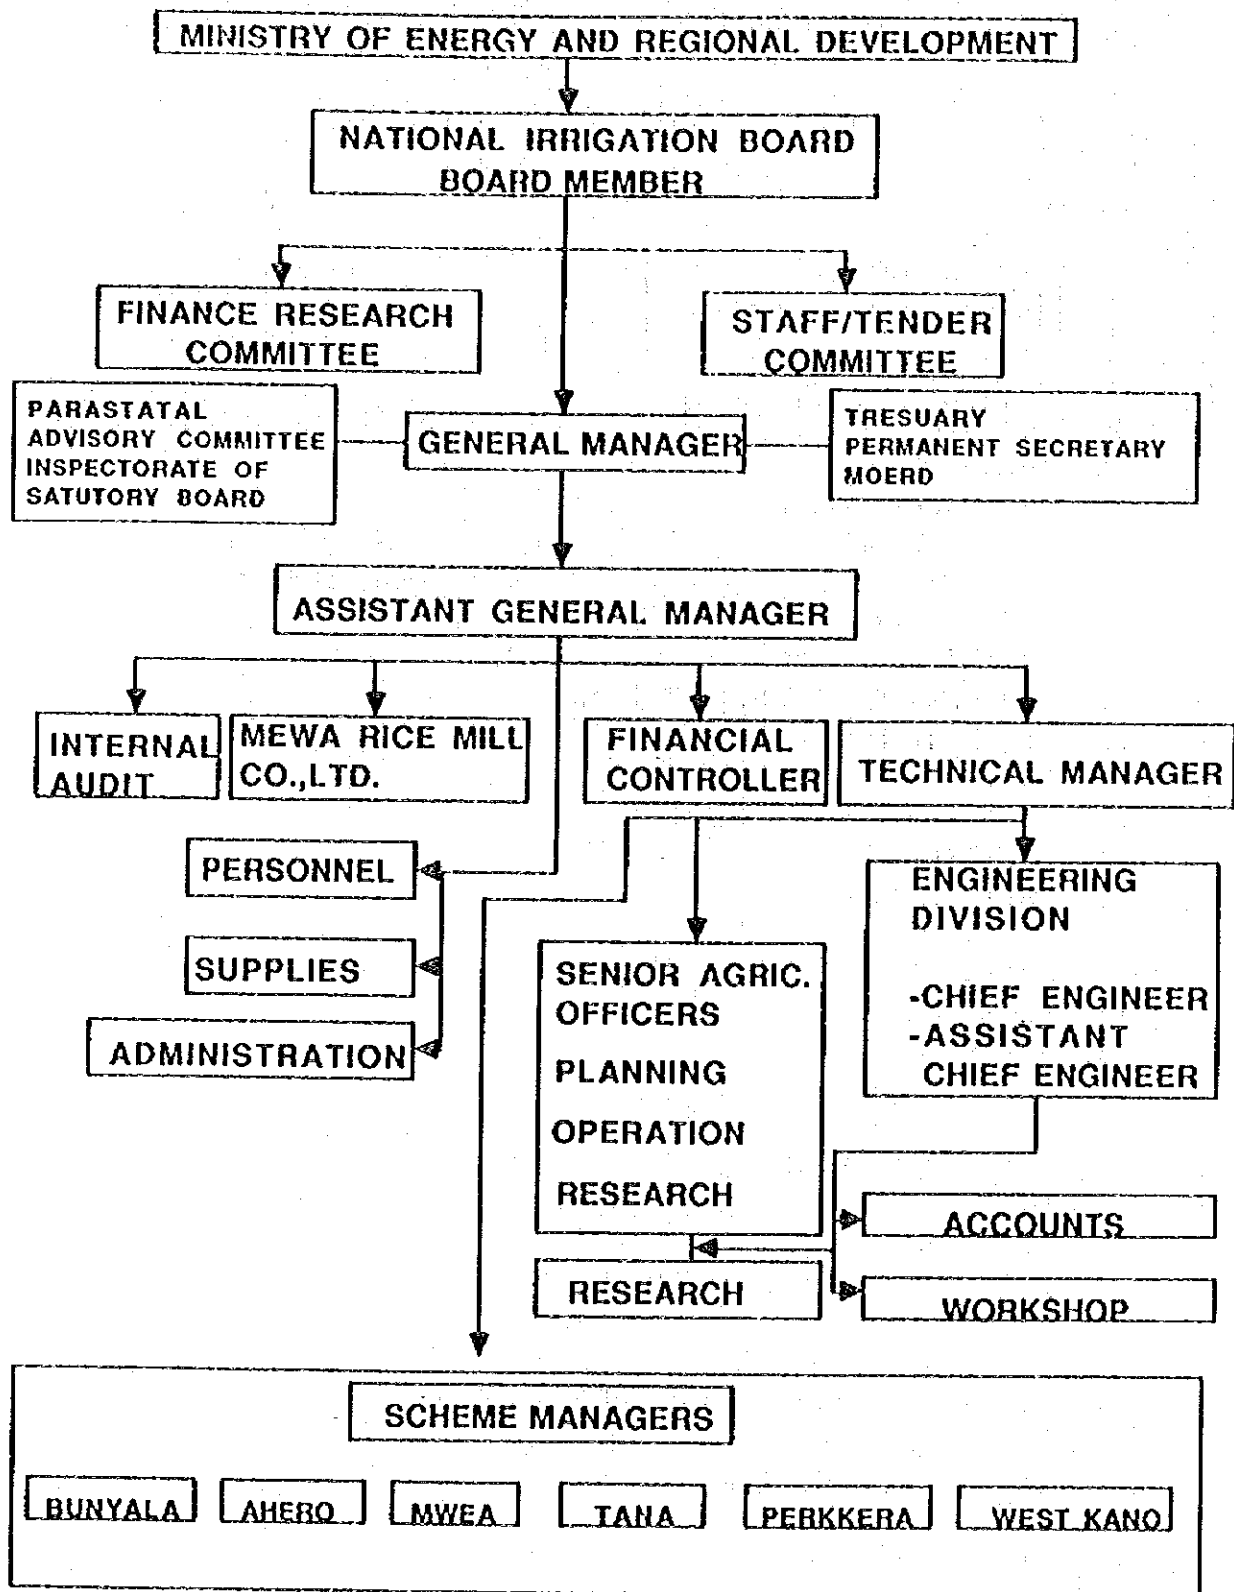 MINISTRY OF ENERGY AND REGIONAL DEVELOPMENT
NATIONAL IRRIGATION BOARD
BOARD MEMBER
FINANCE RESEARCH
COMMITTEE
STAFF/TENDER
COMMITTEE
PARASTATAL
ADVISORY COMMITTEE
INSPECTORATE OF
SATUTORY BOARD
GENERAL MANAGER
TRESUARY
PERMANENT SECRETARY
MOERD
ASSISTANT GENERAL MANAGER
INTERNAL
AUDIT
MEWA RICE MILL
CO.,LTD.
FINANCIAL
CONTROLLER
TECHNICAL MANAGER
PERSONNEL
SUPPLIES
ADMINISTRATION
SENIOR AGRIC.
OFFICERS
PLANNING
OPERATION
RESEARCH
ENGINEERING
DIVISION
-CHIEF ENGINEER
-ASSISTANT
CHIEF ENGINEER
ACCOUNTS
RESEARCH
WORKSHOP
SCHEME MANAGERS
BUNYALA
AHERO
MWEA
TANA
PERKKERA
WEST KANO